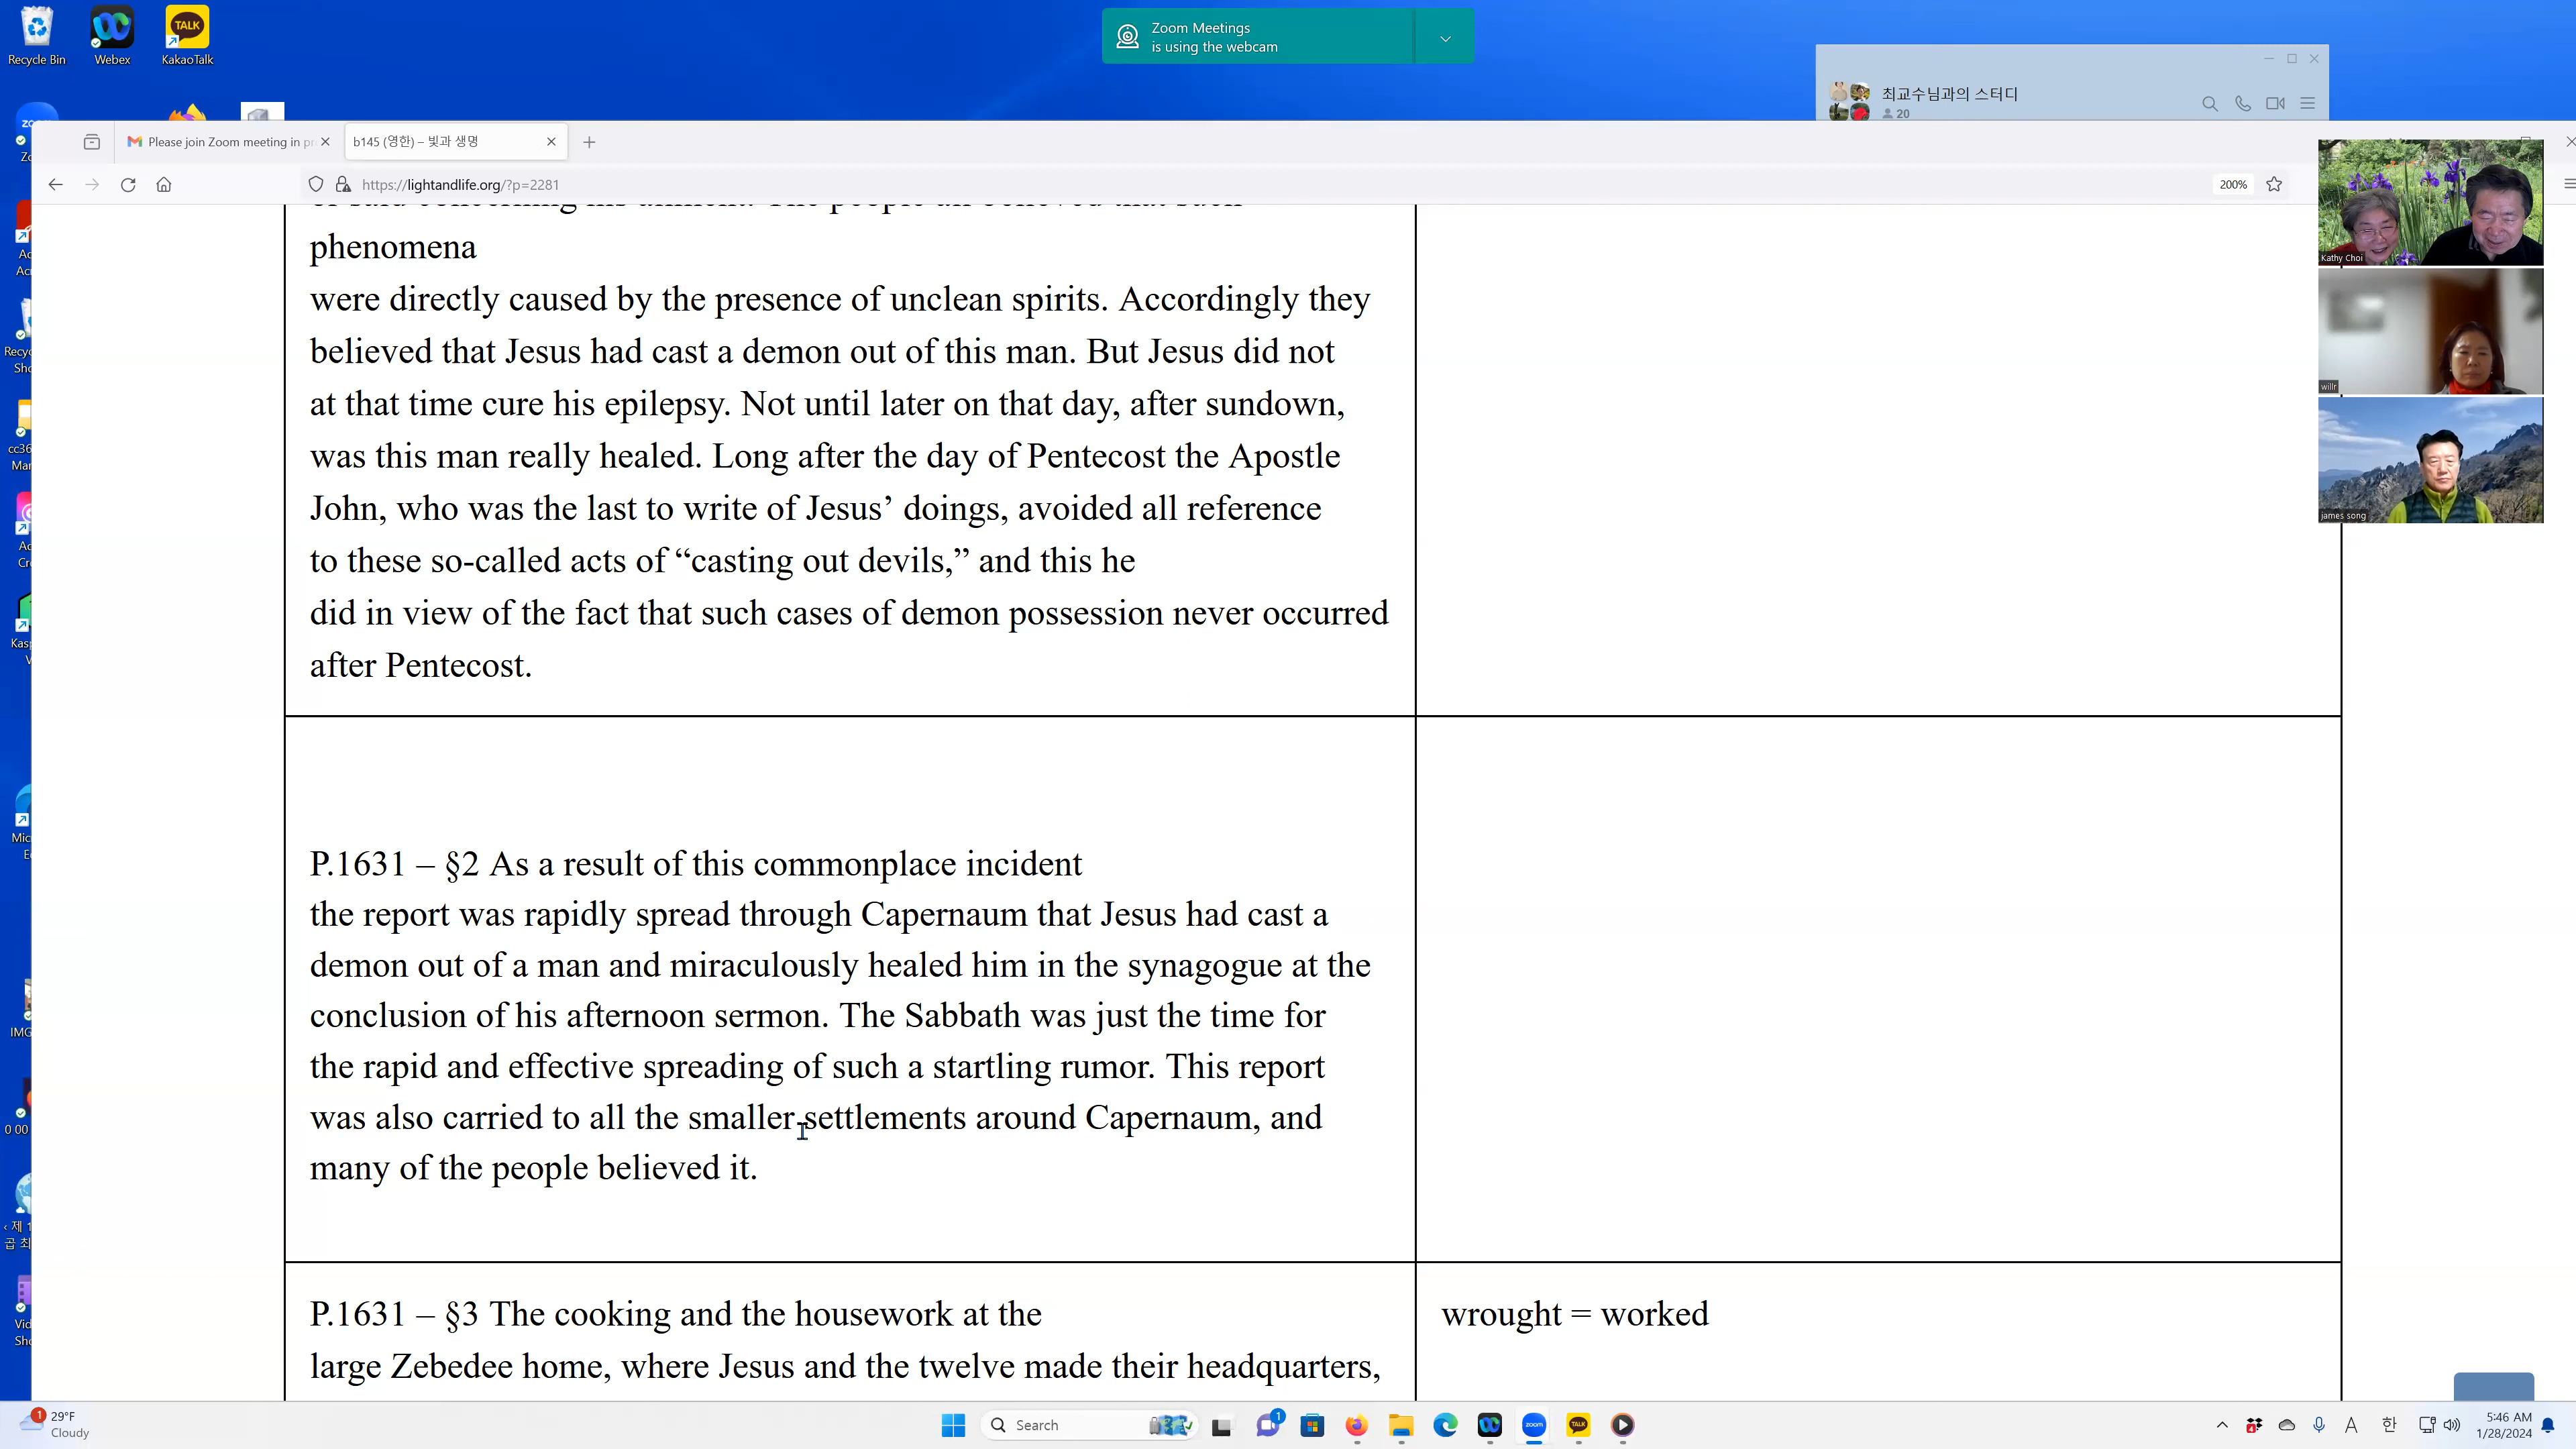 Recycle Bin
Webex
KakaoTalk
TALK
Zoom Meetings
is using the webcam
최교수님과의 스터디
20
Please join Zoom meeting in pr
b145 (영한) – 빛과 생명
https://lightandlife.org/?p=2281
200%
phenomena
were directly caused by the presence of unclean spirits. Accordingly they
believed that Jesus had cast a demon out of this man. But Jesus did not
at that time cure his epilepsy. Not until later on that day, after sundown,
was this man really healed. Long after the day of Pentecost the Apostle
John, who was the last to write of Jesus’ doings, avoided all reference
to these so-called acts of “casting out devils,” and this he
did in view of the fact that such cases of demon possession never occurred
after Pentecost.
P.1631 – §2 As a result of this commonplace incident
the report was rapidly spread through Capernaum that Jesus had cast a
demon out of a man and miraculously healed him in the synagogue at the
conclusion of his afternoon sermon. The Sabbath was just the time for
the rapid and effective spreading of such a startling rumor. This report
was also carried to all the smaller settlements around Capernaum, and
many of the people believed it.
P.1631 – §3 The cooking and the housework at the
large Zebedee home, where Jesus and the twelve made their headquarters,
wrought = worked
Kathy Choi
willr
james song
1
29°F
Cloudy
Search
1
zoom
TALK
A
한
5:46 AM
1/28/2024